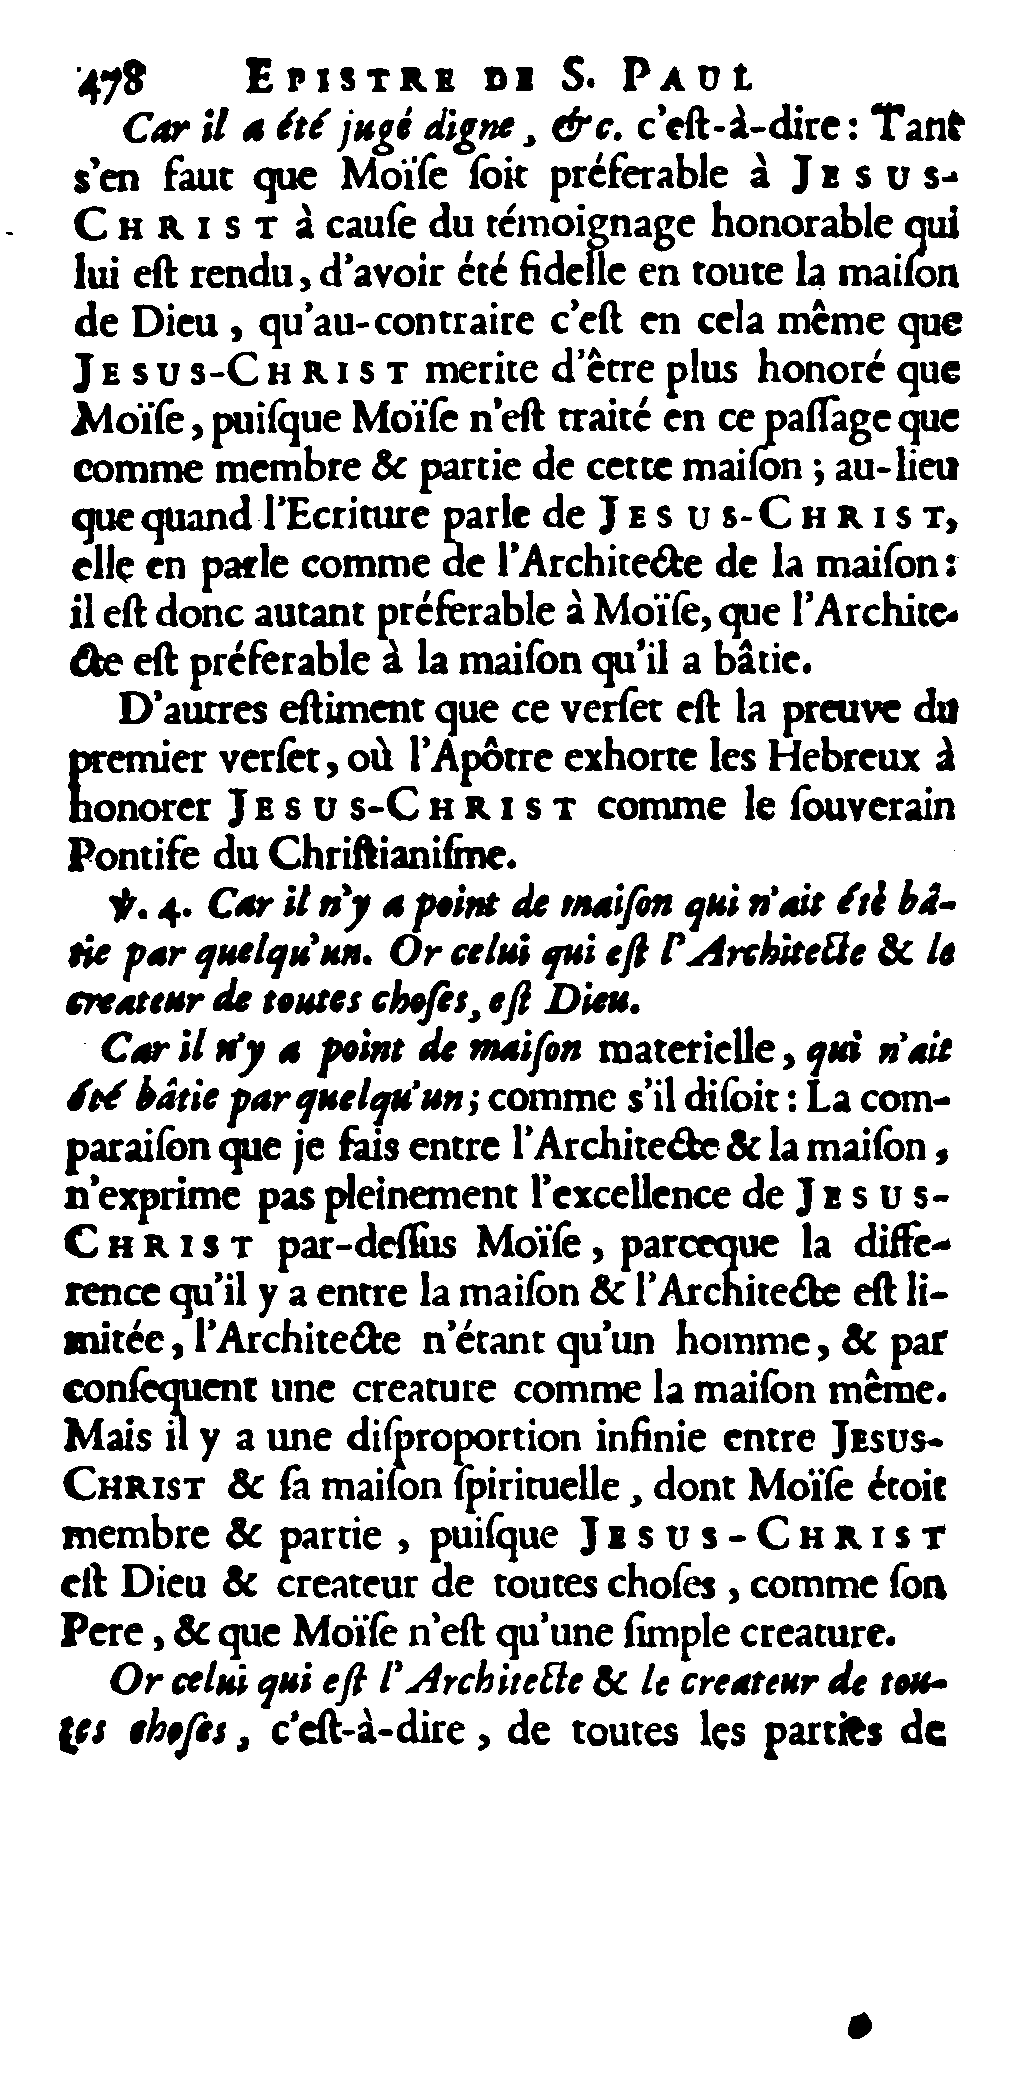 478 EPISTRE DE S. PAUL
Car il a été jugé digne, &c. c'eſt-à-dire: Tant
s'en faut que Moïſe ſoit préferable à JESUS-
CHRIST à cauſe du témoignage honorable qui
lui eſt rendu, d'avoir été fidelle en toute la maiſon
de Dieu, qu'au-contraire c'eſt en cela même que
JESUS-CHRIST merite d'être plus honoré que
Moïſe, puiſque Moïſe n'eſt traité en ce paſſage que
comme membre & partie de cette maiſon; au-lieu
que quand l'Ecriture parle de JESUS-CHRIST,
elle en parle comme de l'Architecte de la maiſon:
il eſt donc autant préferable à Moïſe, que l'Archite-
cte eſt préferable à la maiſon qu'il a bâtie.
D'autres eſtiment que ce verſet eſt la preuve du
premier verſet, où l'Apôtre exhorte les Hebreux à
honorer JESUS-CHRIST comme le ſouverain
Pontife du Chriſtianiſme.
℣. 4. Car il n'y a point de maiſon qui n'ait été bâ-
tie par quelqu'un. Or celui qui eſt l'Architecte & le
createur de toutes choſes, eſt Dieu.
Car il n'y a point de maiſon materielle, qui n'ait
été bâtie par quelqu'un; comme s'il diſoit: La com-
paraiſon que je fais entre l'Architecte & la maiſon,
n'exprime pas pleinement l'excellence de JESUS-
CHRIST par-deſſus Moïſe, parceque la diffe-
rence qu'il y a entre la maiſon & l'Architecte eſt li-
mitée, l'Architecte n'étant qu'un homme, & par
conſequent une creature comme la maiſon même.
Mais il y a une diſproportion infinie entre JESUS-
CHRIST & ſa maiſon ſpirituelle, dont Moïſe étoit
membre & partie, puiſque JESUS-CHRIST
eſt Dieu & createur de toutes choſes, comme ſon
Pere, & que Moïſe n'eſt qu'une ſimple creature.
Or celui qui eſt l'Architecte & le createur de tou-
tes choſes, c'eſt-à-dire, de toutes les parties de